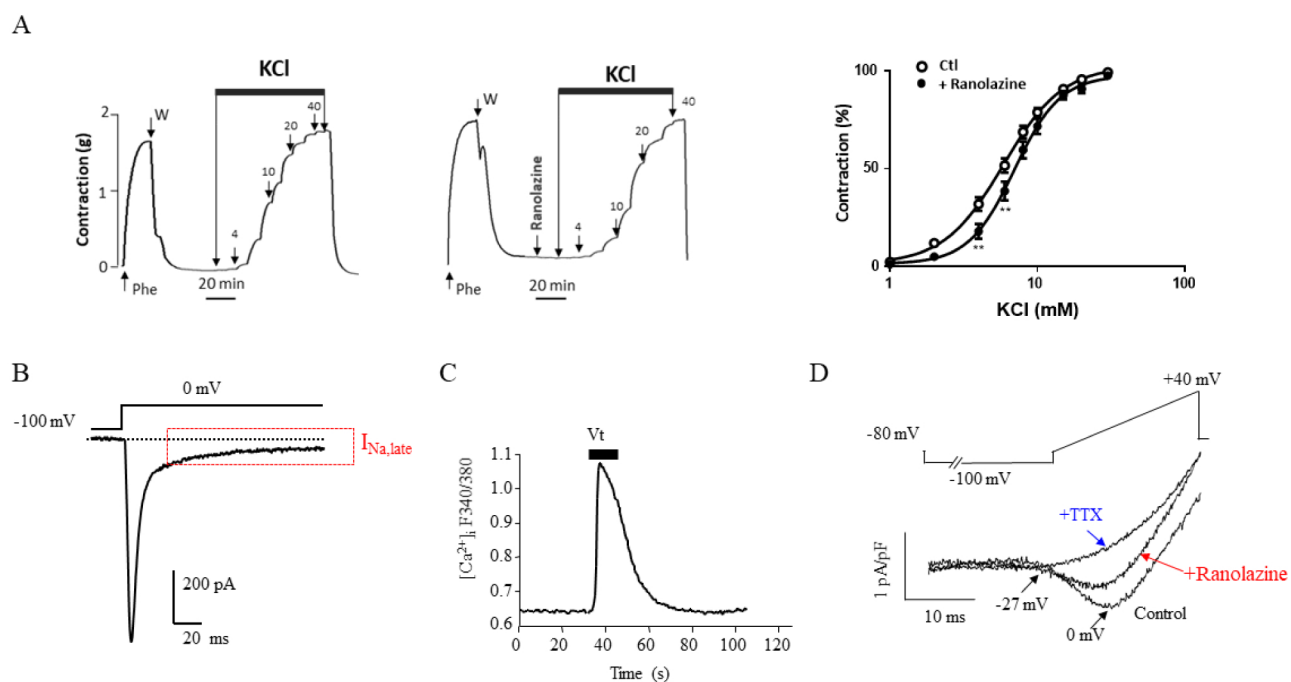 A
KCl
W
2
1
0
Contraction (g)
4
10
20
40
Phe
20 min
KCl
W
Ranolazine
4
10
20
40
Phe
20 min
Ctl
+ Ranolazine
100
50
0
Contraction (%)
**
**
1
10
100
KCl (mM)
B
0 mV
-100 mV
INa,late
200 pA
20 ms
C
Vt
1.1
1.0
0.9
0.8
0.7
0.6
[Ca²⁺]i F340/380
0
20
40
60
80
100
120
Time (s)
D
+40 mV
-80 mV
-100 mV
+TTX
+Ranolazine
1 pA/pF
10 ms
-27 mV
Control
0 mV